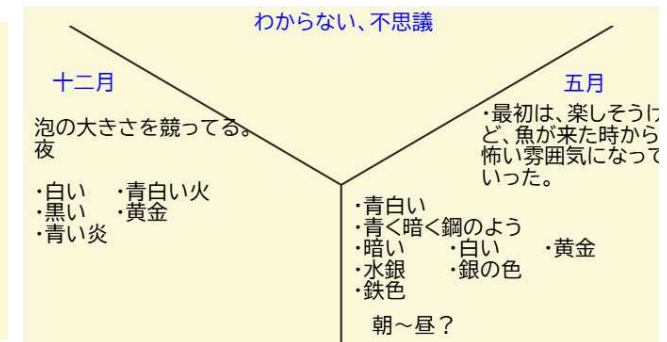 わからない、不思議
十二月
泡の大きさを競ってる。
夜
・白い ・青白い火
・黒い ・黄金
・青い炎
五月
・最初は、楽しそうけ
ど、魚が来た時から
怖い雰囲気になって
いった。
・青白い
・青く暗く鋼のよう
・暗い ・白い ・黄金
・水銀 ・銀の色
・鉄色
朝～昼？